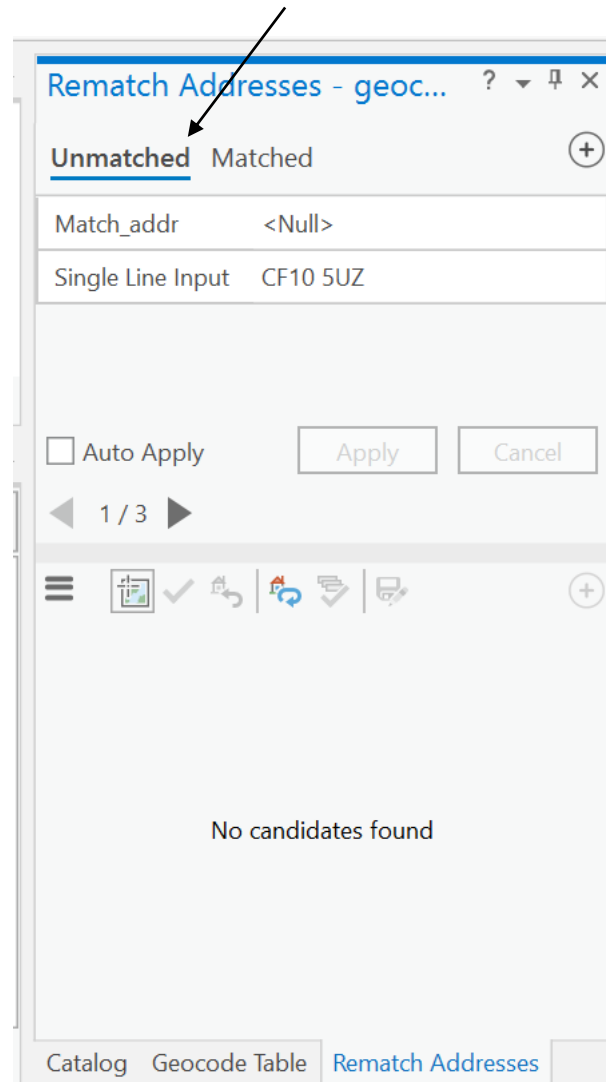 Rematch Addresses - geoc... ?
Unmatched Matched
Match_addr <Null>
Single Line Input CF10 5UZ
Auto Apply Apply Cancel
1 / 3
No candidates found
Catalog Geocode Table Rematch Addresses